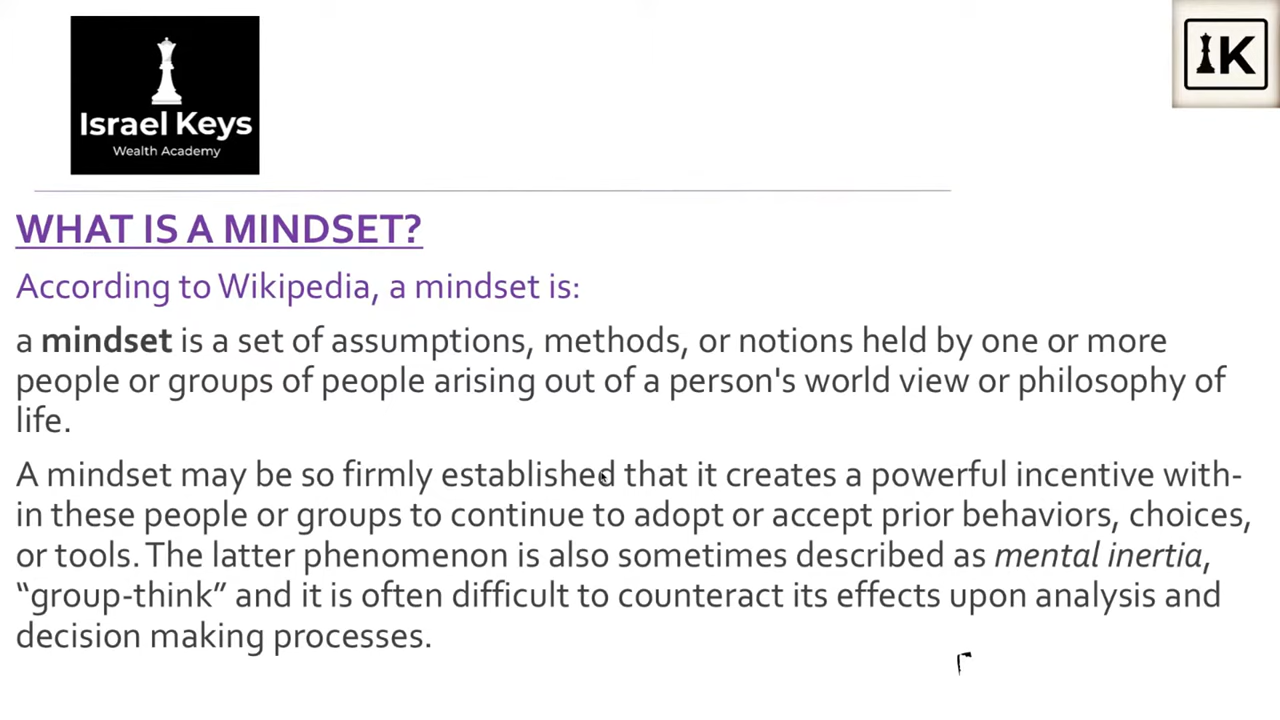 Israel Keys
Wealth Academy
K
WHAT IS A MINDSET?
According to Wikipedia, a mindset is:
a mindset is a set of assumptions, methods, or notions held by one or more
people or groups of people arising out of a person's world view or philosophy of
life.
A mindset may be so firmly established that it creates a powerful incentive with-
in these people or groups to continue to adopt or accept prior behaviors, choices,
or tools. The latter phenomenon is also sometimes described as mental inertia,
“group-think” and it is often difficult to counteract its effects upon analysis and
decision making processes.